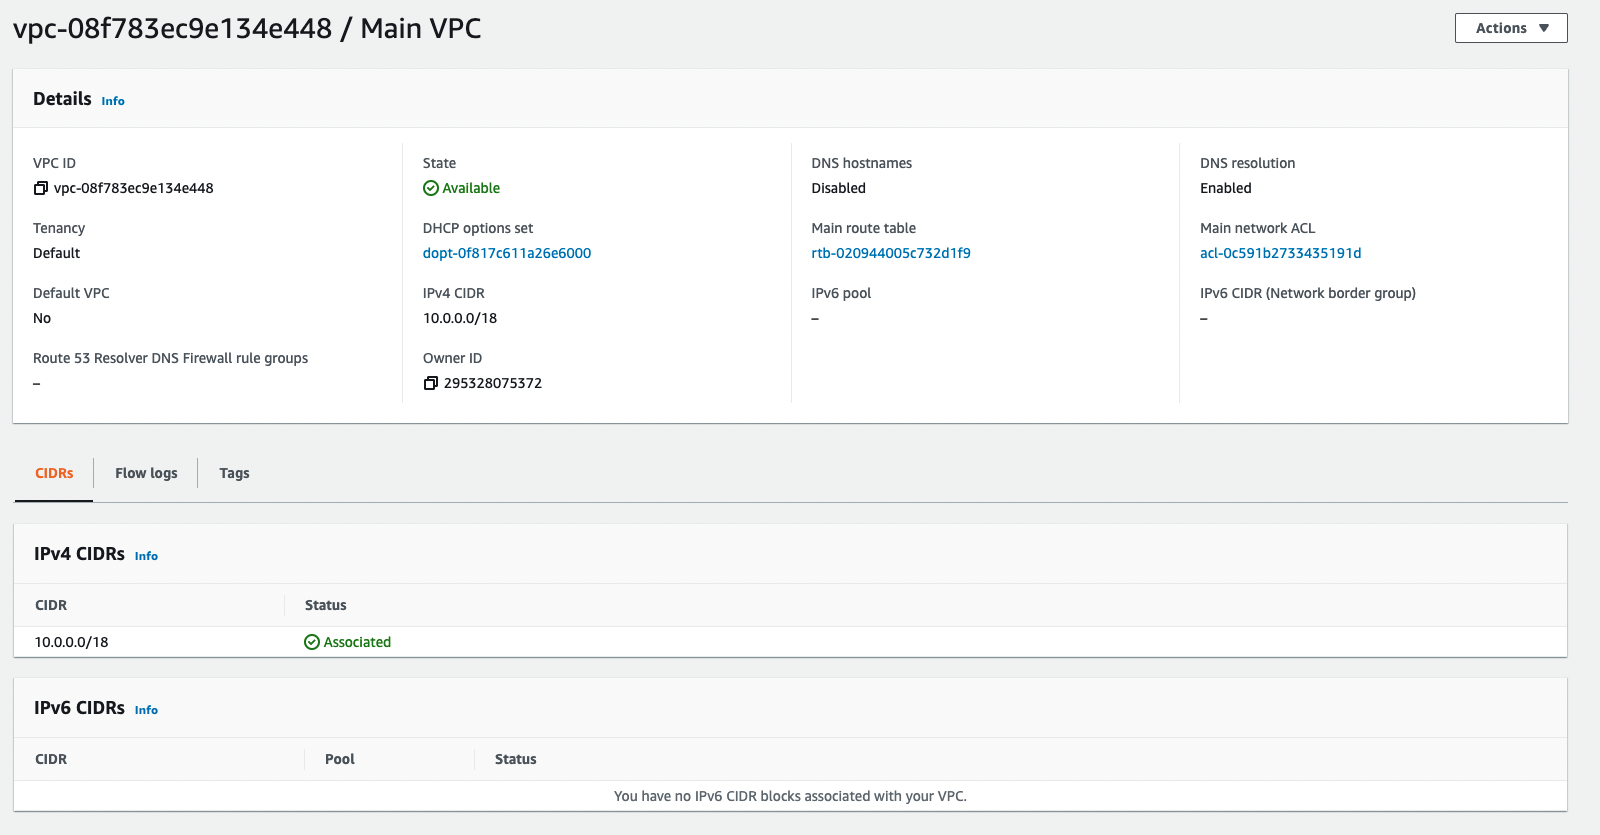 vpc-08f783ec9e134e448 / Main VPC
Actions
Details Info
VPC ID
vpc-08f783ec9e134e448
State
Available
DNS hostnames
Disabled
DNS resolution
Enabled
Tenancy
Default
DHCP options set
dopt-0f817c611a26e6000
Main route table
rtb-020944005c732d1f9
Main network ACL
acl-0c591b2733435191d
Default VPC
No
IPv4 CIDR
10.0.0.0/18
IPv6 pool
–
IPv6 CIDR (Network border group)
–
Route 53 Resolver DNS Firewall rule groups
–
Owner ID
295328075372
CIDRs Flow logs Tags
IPv4 CIDRs Info
CIDR Status
10.0.0.0/18 Associated
IPv6 CIDRs Info
CIDR Pool Status
You have no IPv6 CIDR blocks associated with your VPC.